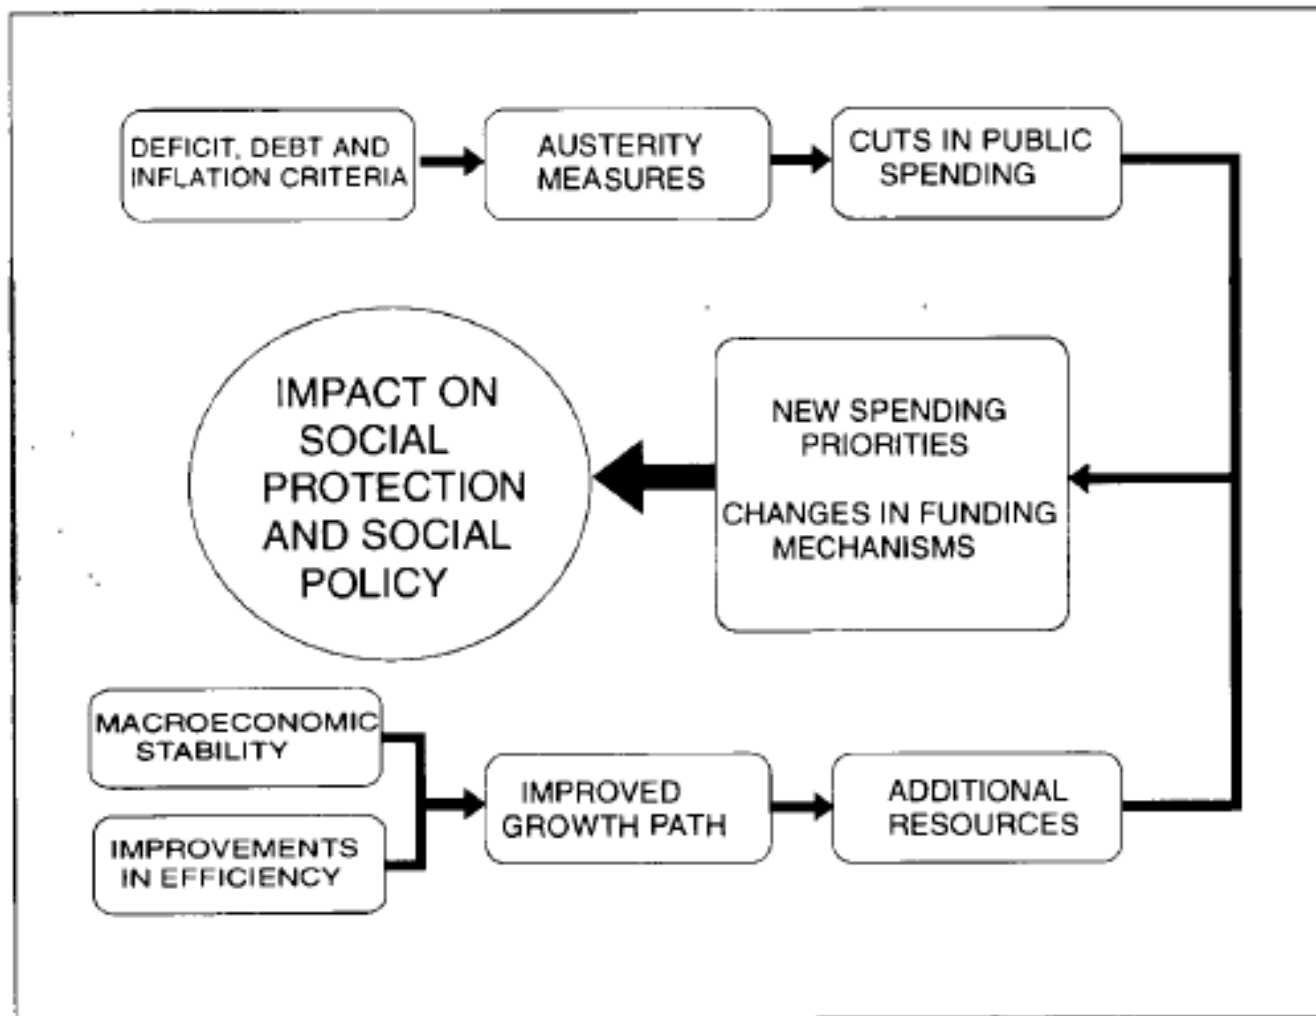 DEFICIT, DEBT AND
INFLATION CRITERIA
AUSTERITY
MEASURES
CUTS IN PUBLIC
SPENDING
IMPACT ON
SOCIAL
PROTECTION
AND SOCIAL
POLICY
NEW SPENDING
PRIORITIES
CHANGES IN FUNDING
MECHANISMS
MACROECONOMIC
STABILITY
IMPROVEMENTS
IN EFFICIENCY
IMPROVED
GROWTH PATH
ADDITIONAL
RESOURCES